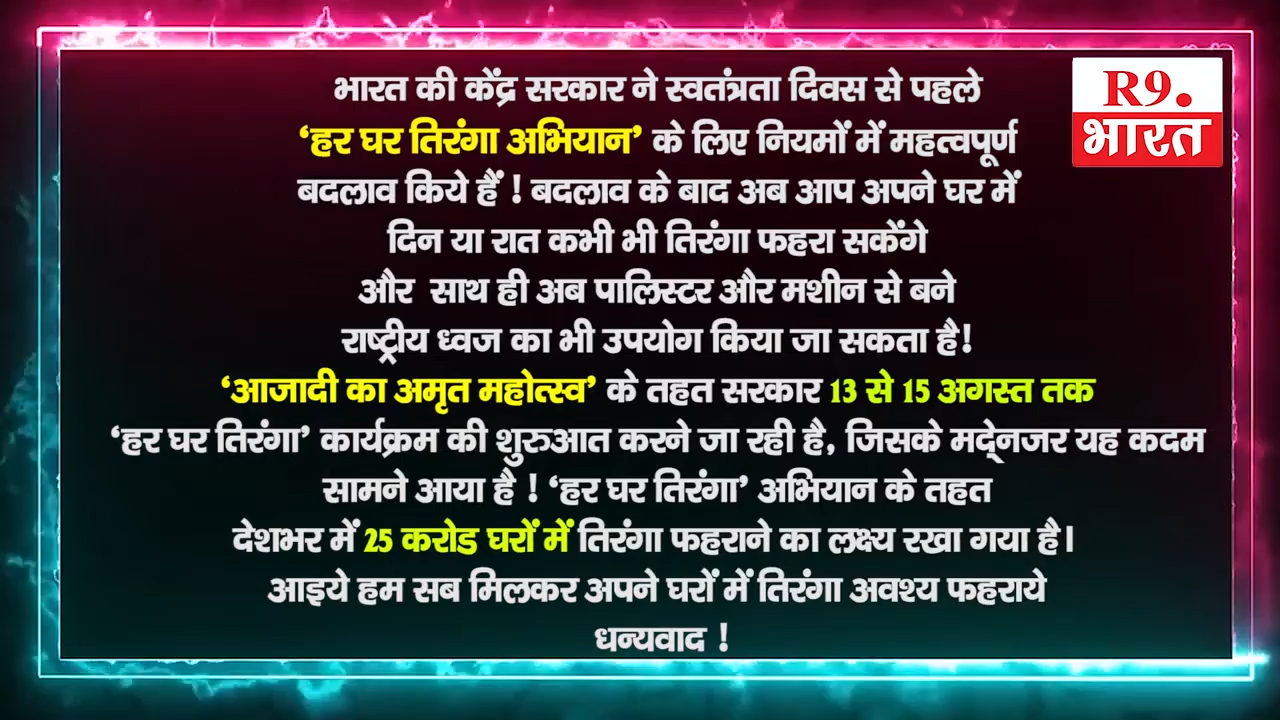 भारत की केंद्र सरकार ने स्वतंत्रता दिवस से पहले
R9.
भारत
‘हर घर तिरंगा अभियान’ के लिए नियमों में महत्वपूर्ण
बदलाव किये हैं ! बदलाव के बाद अब आप अपने घर में
दिन या रात कभी भी तिरंगा फहरा सकेंगे
और साथ ही अब पालिस्टर और मशीन से बने
राष्ट्रीय ध्वज का भी उपयोग किया जा सकता है!
‘आजादी का अमृत महोत्स्व’ के तहत सरकार 13 से 15 अगस्त तक
‘हर घर तिरंगा’ कार्यक्रम की शुरुआत करने जा रही है, जिसके मद्देनजर यह कदम
सामने आया है ! ‘हर घर तिरंगा’ अभियान के तहत
देशभर में 25 करोड घरों में तिरंगा फहराने का लक्ष्य रखा गया है।
आइये हम सब मिलकर अपने घरों में तिरंगा अवश्य फहराये
धन्यवाद !